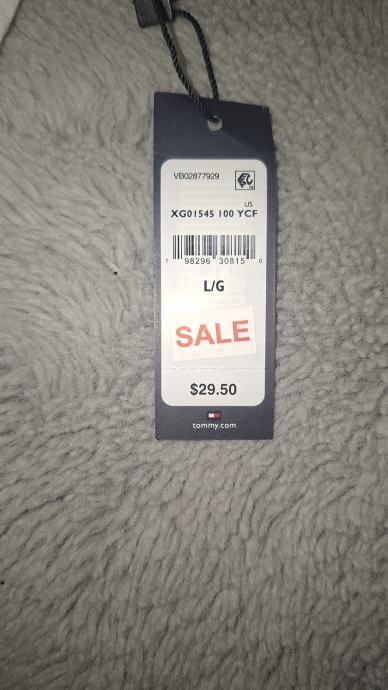 VB02877929
US
XG01545 100 YCF
1 98296 30815 0
L/G
SALE
$29.50
tommy.com